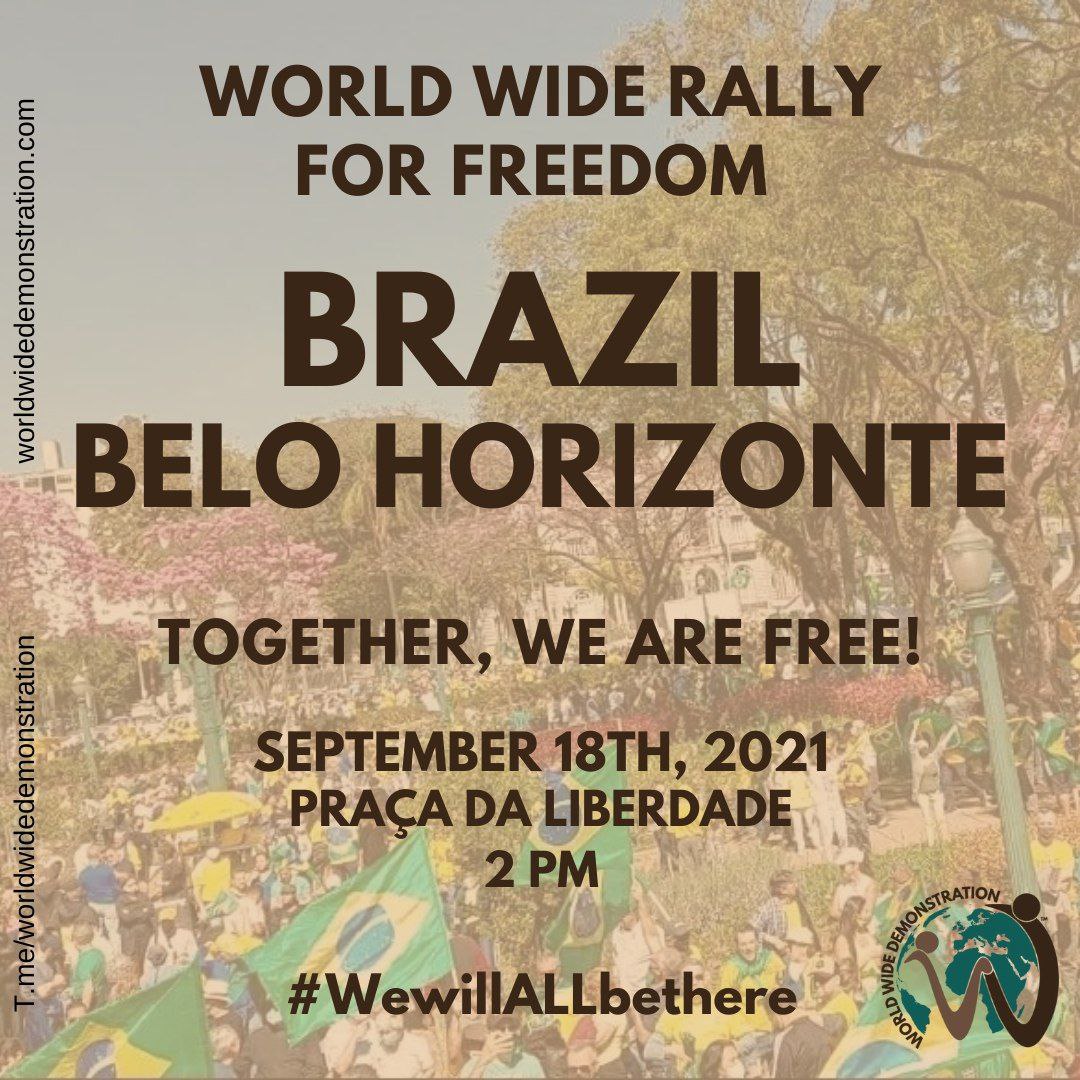 WORLD WIDE RALLY
FOR FREEDOM
BRAZIL
BELO HORIZONTE
TOGETHER, WE ARE FREE!
SEPTEMBER 18TH, 2021
PRAÇA DA LIBERDADE
2 PM
#WewillALLbethere
worldwidedemonstration.com
T.me/worldwidedemonstration
WORLD WIDE DEMONSTRATION
TM